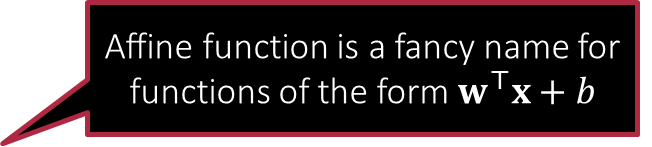 Affine function is a fancy name for
functions of the form 𝐰ᵀ𝐱 + 𝑏